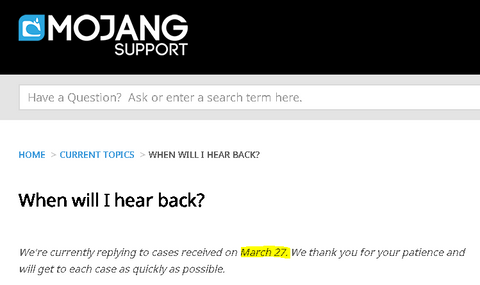 MOJANG
SUPPORT
Have a Question? Ask or enter a search term here.
HOME > CURRENT TOPICS > WHEN WILL I HEAR BACK?
When will I hear back?
We're currently replying to cases received on March 27. We thank you for your patience and
will get to each case as quickly as possible.